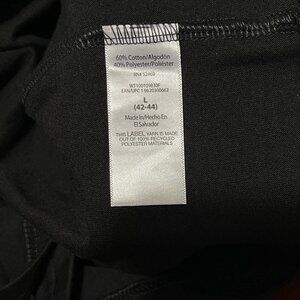 60% Cotton/Algodón
40% Polyester/Poliéster
RN# 52469
L
(42-44)
Made In/Hecho En
El Salvador
THIS LABEL YARN IS MADE
OUT OF 100% RECYCLED
POLYESTER MATERIALS